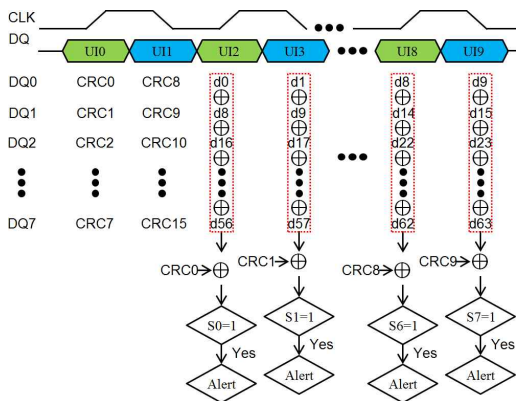 CLK
DQ
UI0 UI1 UI2 UI3 UI8 UI9
DQ0 CRC0 CRC8 d0 d1 d8 d9
DQ1 CRC1 CRC9 d8 d9 d14 d15
DQ2 CRC2 CRC10 d16 d17 d22 d23
DQ7 CRC7 CRC15 d56 d57 d62 d63
CRC0 CRC1 CRC8 CRC9
S0=1 S1=1 S6=1 S7=1
Yes Yes Yes Yes
Alert Alert Alert Alert